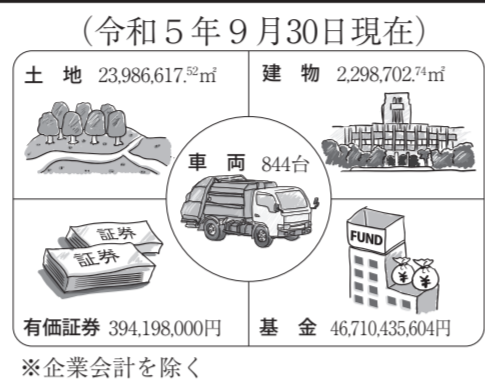 （令和５年９月30日現在）
土　地　23,986,617.52㎡
建　物　2,298,702.74㎡
車　両　844台
証券
証券
FUND
¥ ¥
有価証券　394,198,000円
基　金　46,710,435,604円
※企業会計を除く